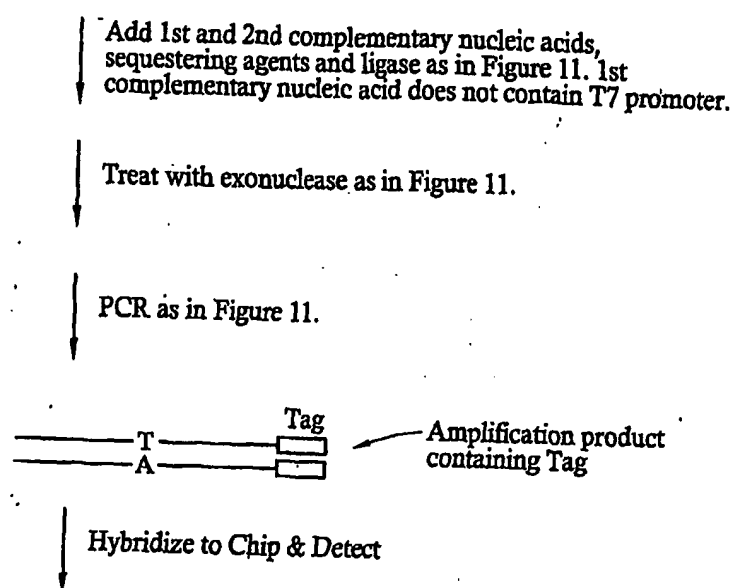 Add 1st and 2nd complementary nucleic acids,
sequestering agents and ligase as in Figure 11. 1st
complementary nucleic acid does not contain T7 promoter.
Treat with exonuclease as in Figure 11.
PCR as in Figure 11.
Tag
T
A
Amplification product
containing Tag
Hybridize to Chip & Detect